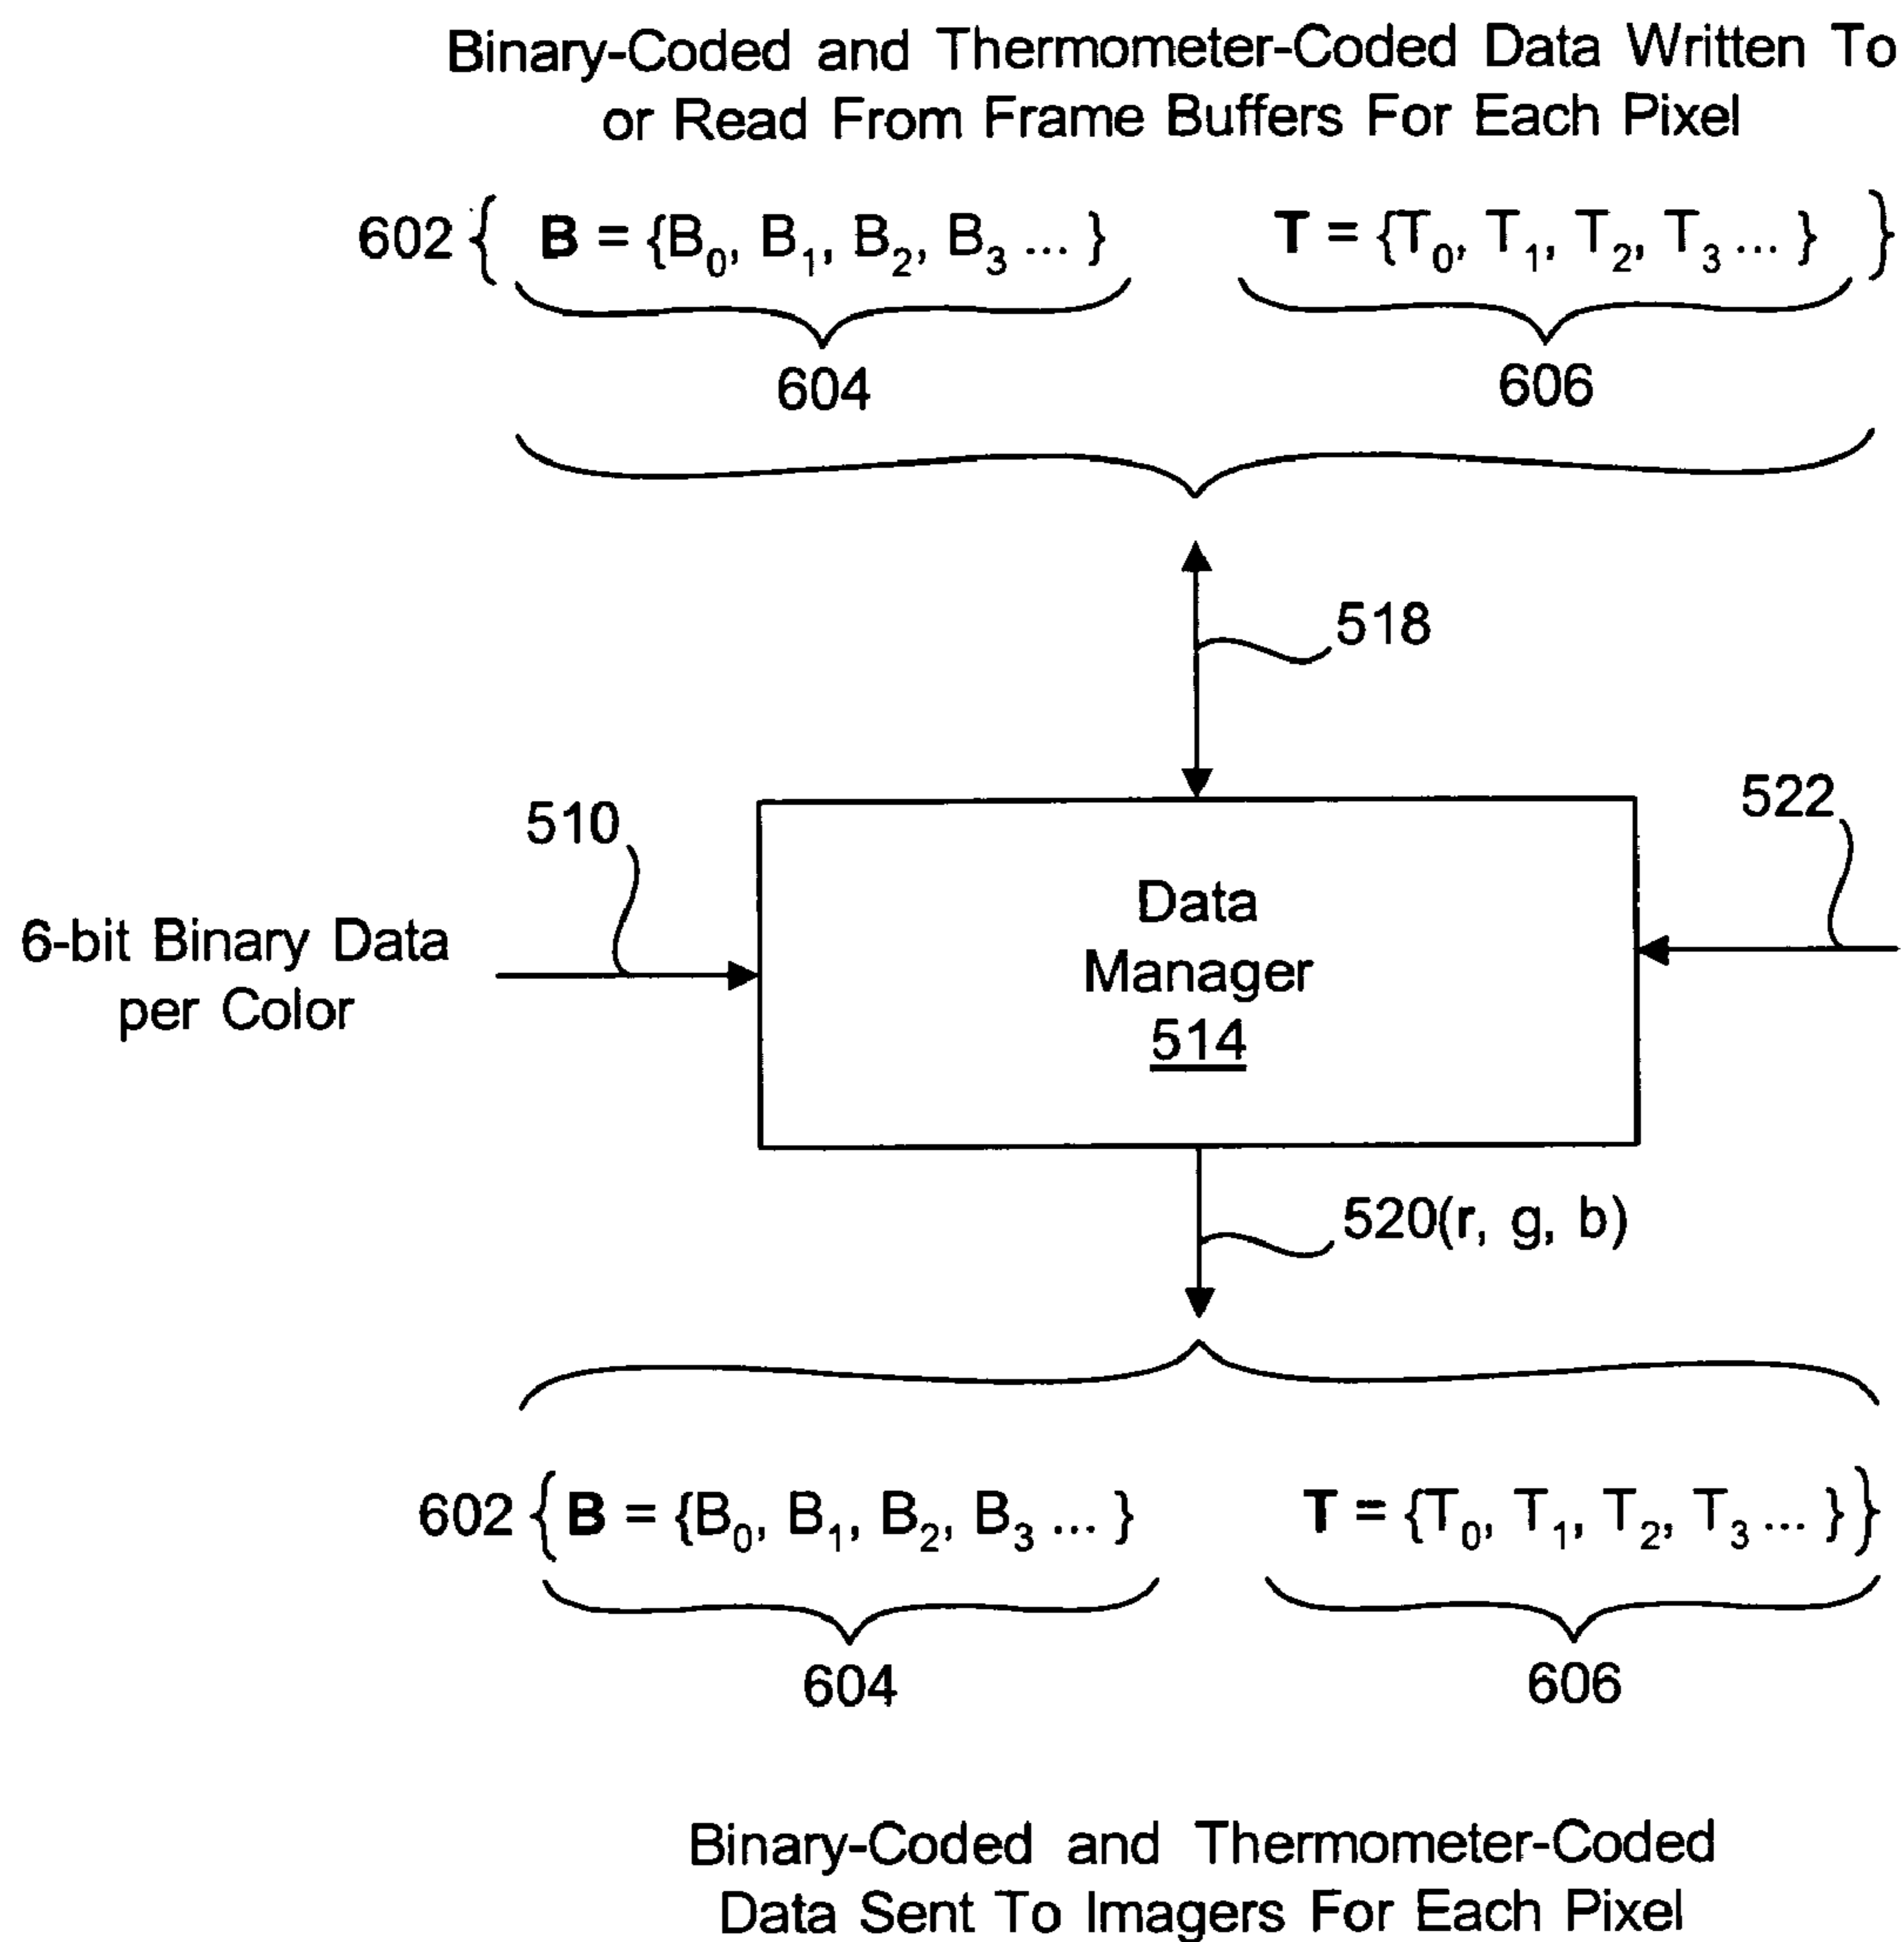 Binary-Coded and Thermometer-Coded Data Written To
or Read From Frame Buffers For Each Pixel
602 { B = {B0, B1, B2, B3 ... } T = {T0, T1, T2, T3 ... } }
604 606
518
510 522
6-bit Binary Data
per Color
Data
Manager
514
520(r, g, b)
602 { B = {B0, B1, B2, B3 ... } T = {T0, T1, T2, T3 ... } }
604 606
Binary-Coded and Thermometer-Coded
Data Sent To Imagers For Each Pixel